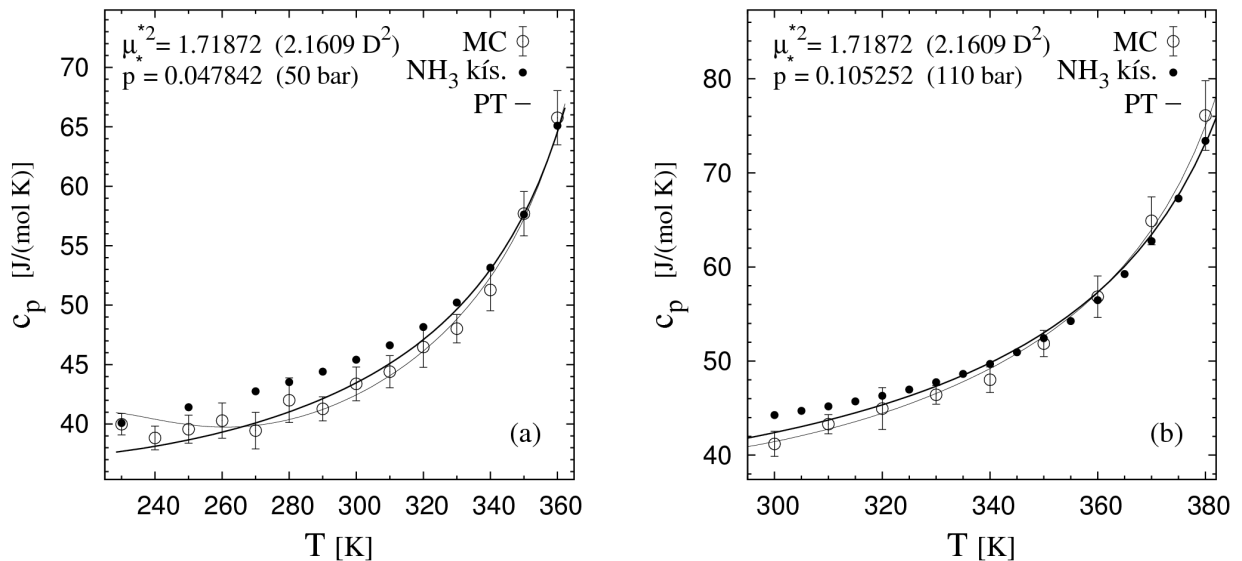 μ*2 = 1.71872 (2.1609 D2)
p* = 0.047842 (50 bar)
MC
NH3 kís.
PT –
70
65
60
55
50
45
40
cp [J/(mol K)]
(a)
240 260 280 300 320 340 360
T [K]
μ*2 = 1.71872 (2.1609 D2)
p* = 0.105252 (110 bar)
MC
NH3 kís.
PT –
80
70
60
50
40
cp [J/(mol K)]
(b)
300 320 340 360 380
T [K]